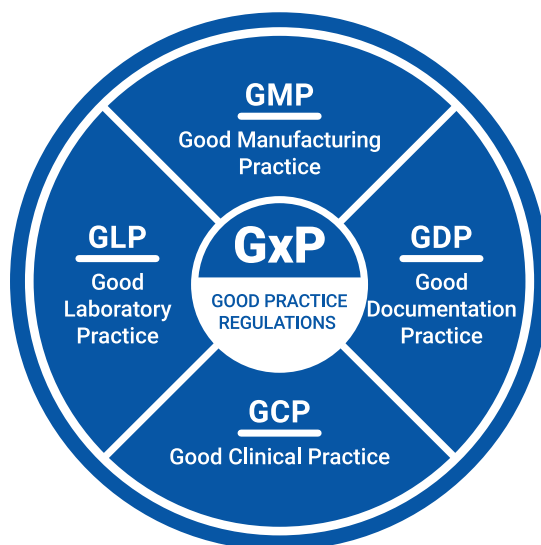 GMP
Good Manufacturing
Practice
GLP
Good
Laboratory
Practice
GxP
GOOD PRACTICE
REGULATIONS
GDP
Good
Documentation
Practice
GCP
Good Clinical Practice